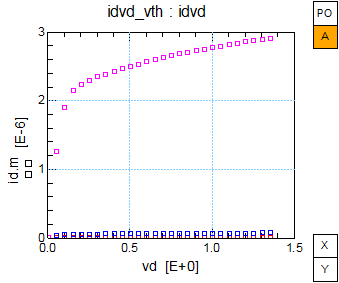 idvd_vth : idvd
PO
A
3
2
1
0
id.m [E-6]
0.0
0.5
1.0
1.5
vd [E+0]
X
Y